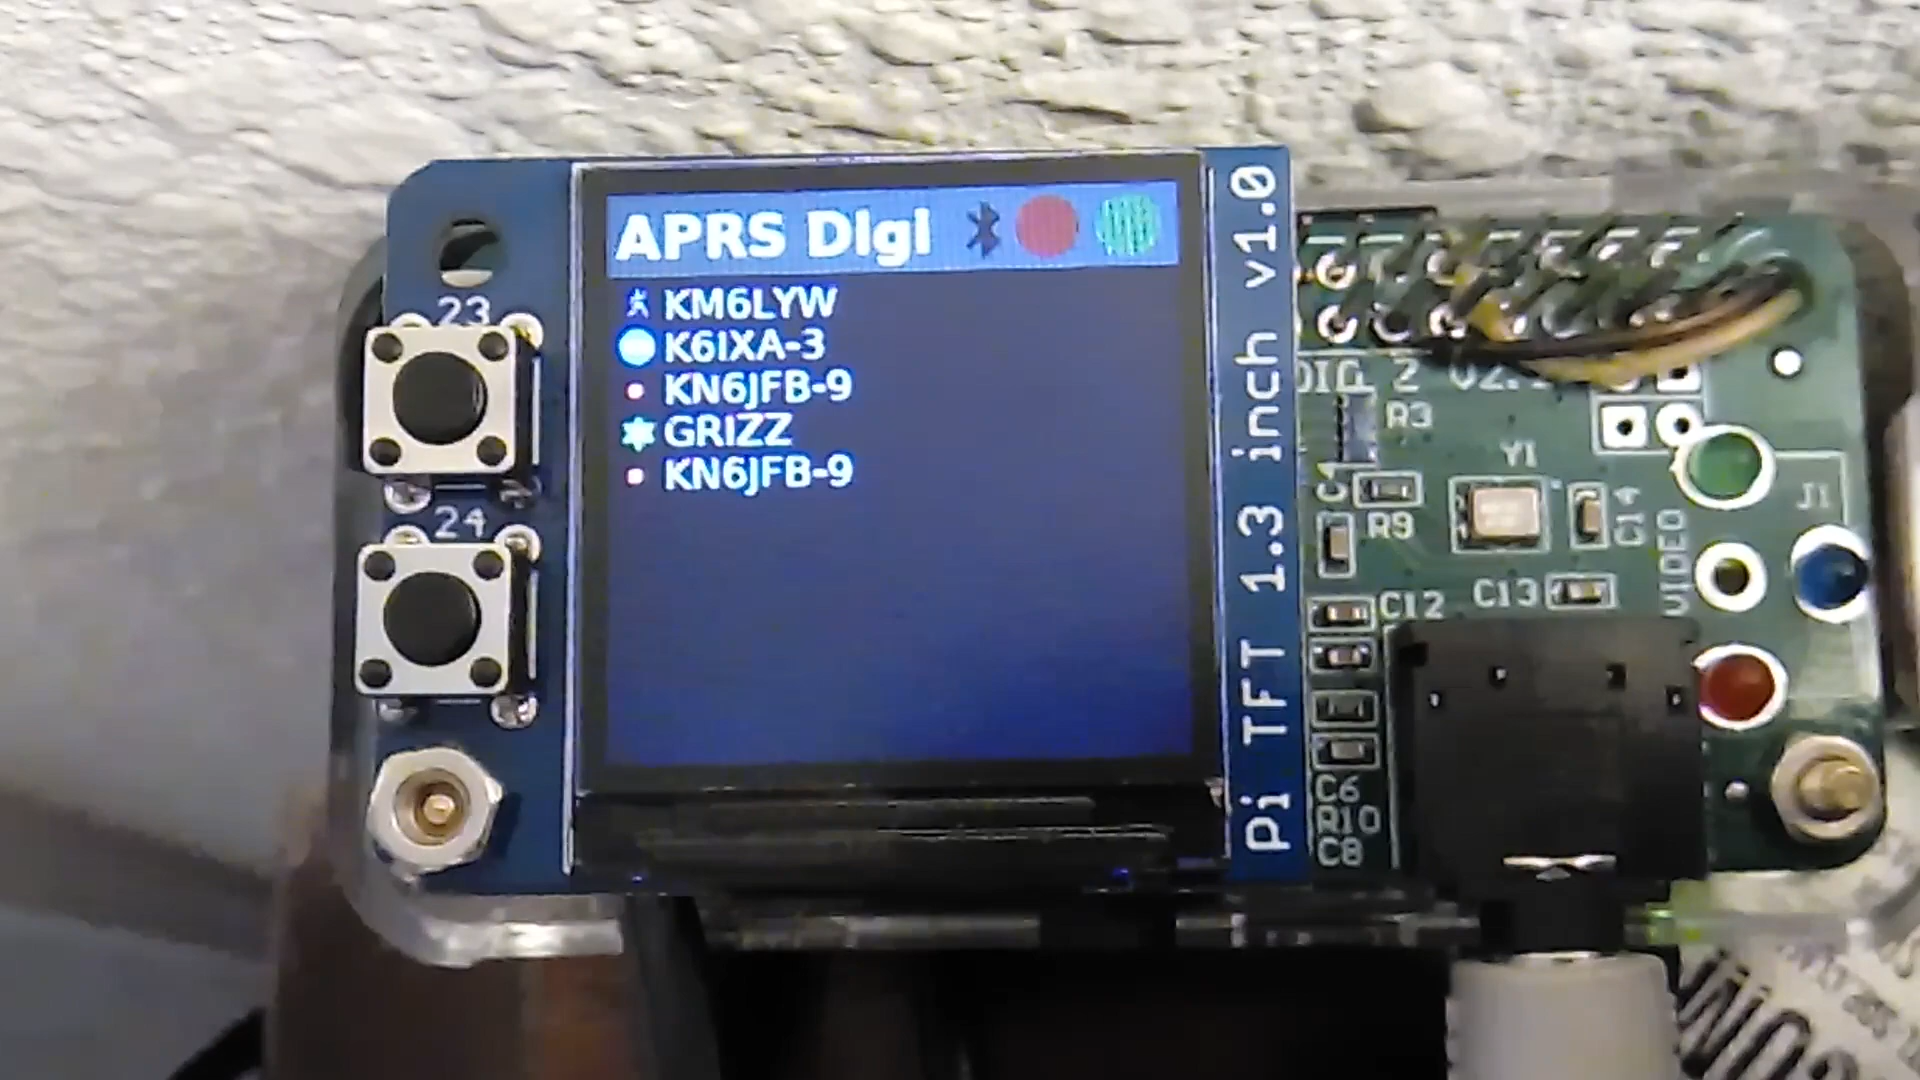 APRS Digi
KM6LYW
K6IXA-3
KN6JFB-9
GRIZZ
KN6JFB-9
23
24
Pi TFT 1.3 inch v1.0
R3
Y1
C14
J1
R9
VIDEO
C12
C13
C6
R10
C8